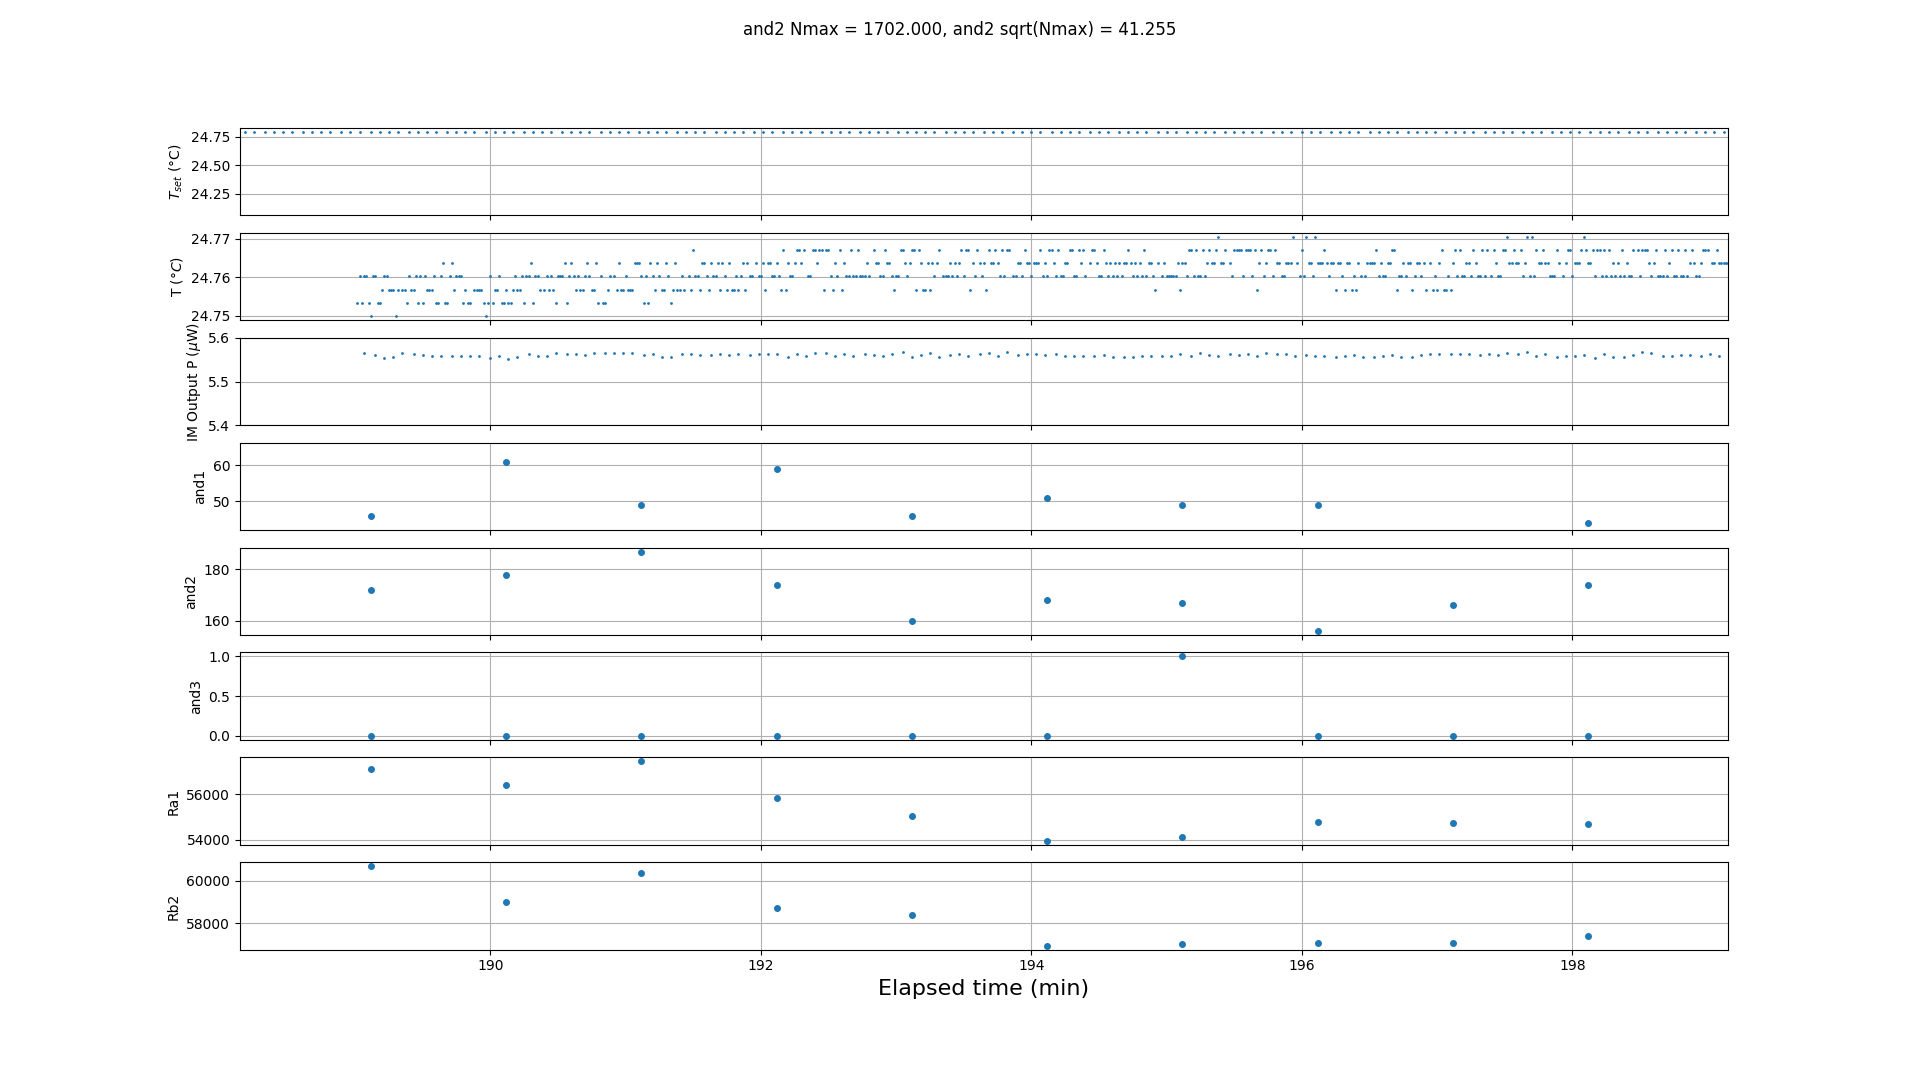 and2 Nmax = 1702.000, and2 sqrt(Nmax) = 41.255
T_set (°C)
24.75
24.50
24.25
T (°C)
24.77
24.76
24.75
IM Output P (μW)
5.6
5.5
5.4
and1
60
50
and2
180
160
and3
1.0
0.5
0.0
Ra1
56000
54000
Rb2
60000
58000
190 192 194 196 198
Elapsed time (min)